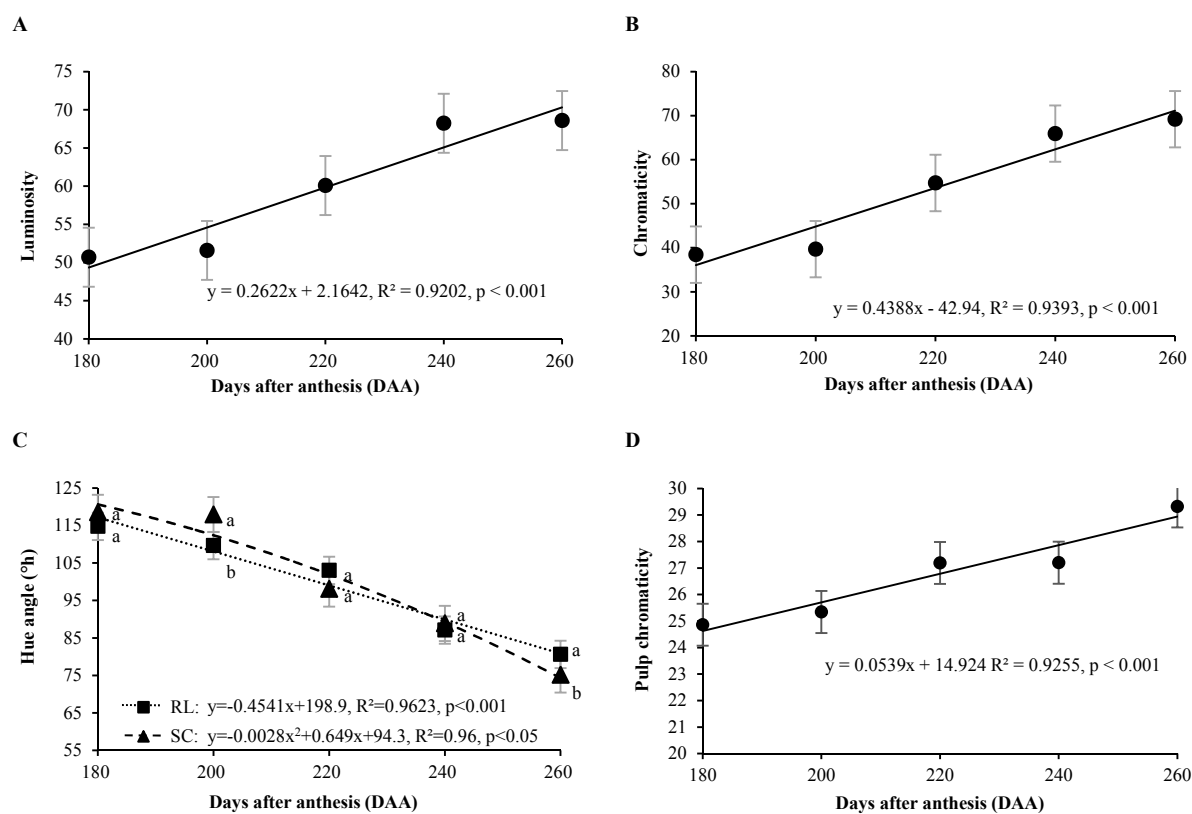 A
75
70
65
60
55
50
45
40
Luminosity
y = 0.2622x + 2.1642, R² = 0.9202, p < 0.001
180 200 220 240 260
Days after anthesis (DAA)
B
80
70
60
50
40
30
20
Chromaticity
y = 0.4388x - 42.94, R² = 0.9393, p < 0.001
180 200 220 240 260
Days after anthesis (DAA)
C
125
115
105
95
85
75
65
55
Hue angle (°h)
a
a
a
b
a
a
a
a
a
b
RL: y=-0.4541x+198.9, R²=0.9623, p<0.001
SC: y=-0.0028x²+0.649x+94.3, R²=0.96, p<0.05
180 200 220 240 260
Days after anthesis (DAA)
D
30
29
28
27
26
25
24
23
22
21
20
Pulp chromaticity
y = 0.0539x + 14.924 R² = 0.9255, p < 0.001
180 200 220 240 260
Days after anthesis (DAA)